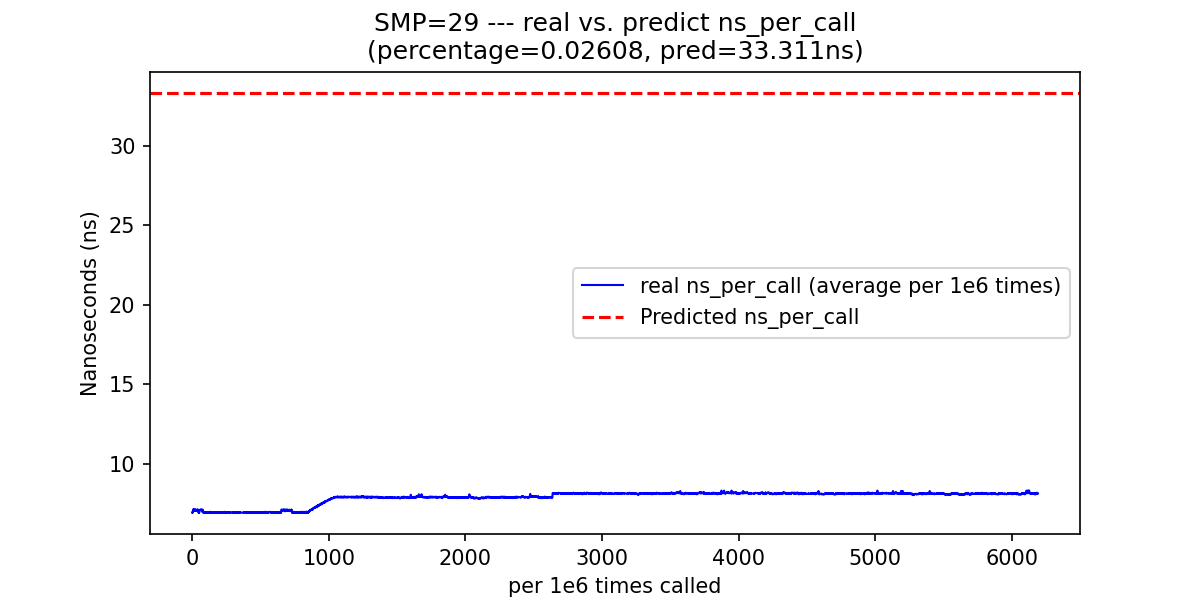 SMP=29 --- real vs. predict ns_per_call
(percentage=0.02608, pred=33.311ns)
Nanoseconds (ns)
30
25
20
15
10
real ns_per_call (average per 1e6 times)
Predicted ns_per_call
0
1000
2000
3000
4000
5000
6000
per 1e6 times called